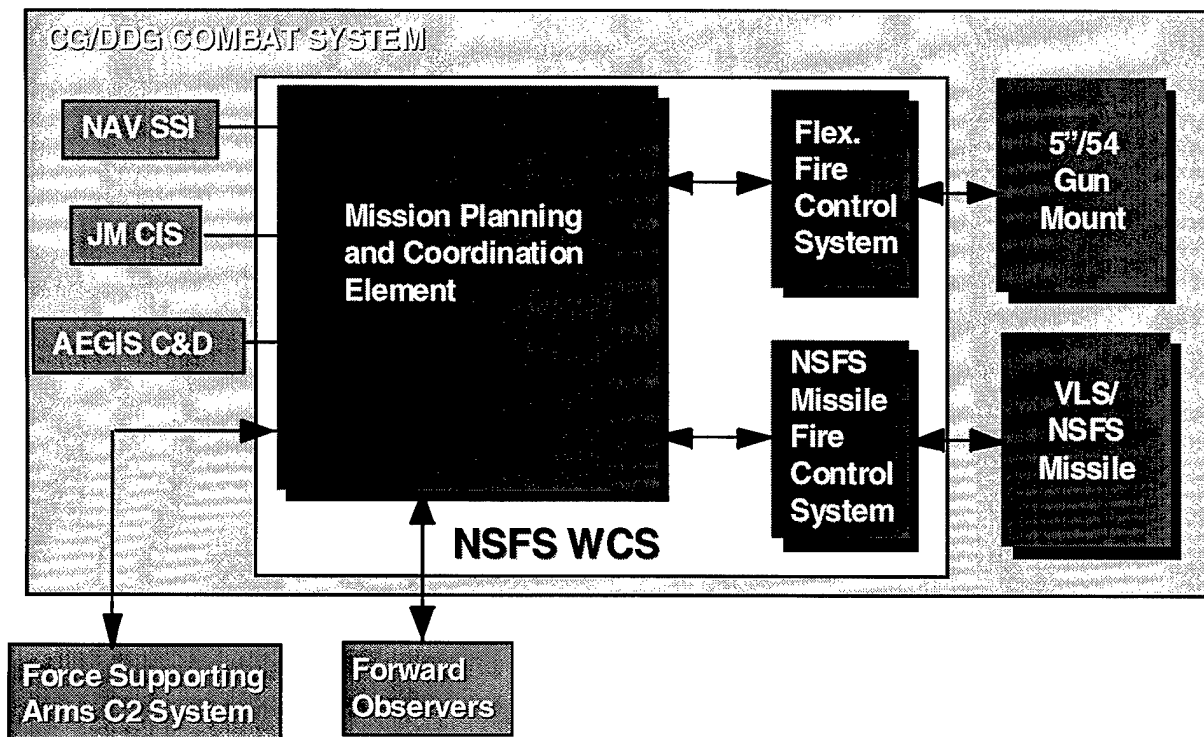 CG/DDG COMBAT SYSTEM
NAV SSI
JM CIS
AEGIS C&D
Mission Planning
and Coordination
Element
Flex.
Fire
Control
System
5"/54
Gun
Mount
NSFS
Missile
Fire
Control
System
VLS/
NSFS
Missile
NSFS WCS
Force Supporting
Arms C2 System
Forward
Observers